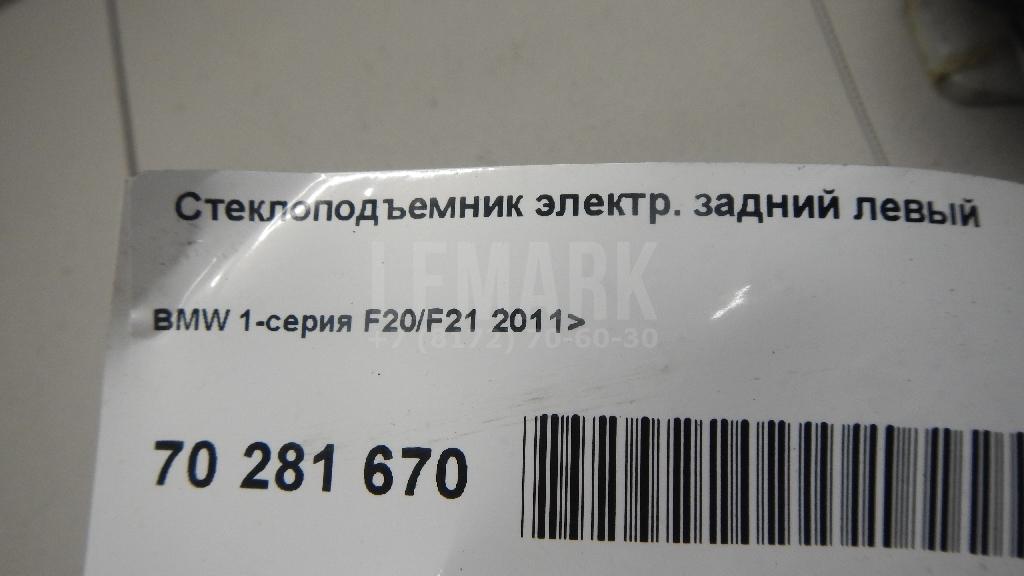 Стеклоподъемник электр. задний левый
LEMARK
BMW 1-серия F20/F21 2011>
+7 (8172) 70-60-30
70 281 670